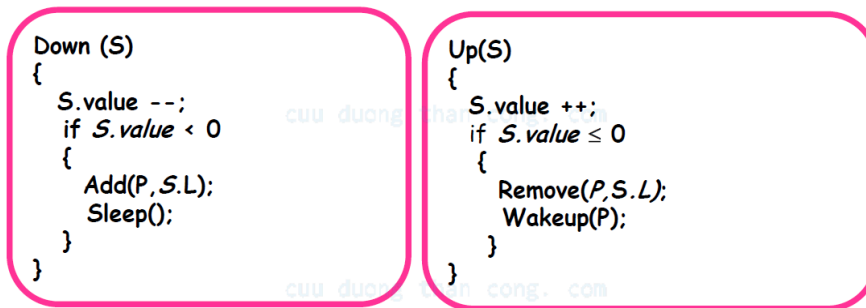 Down (S)
{
S.value --;
if S.value < 0
{
Add(P,S.L);
Sleep();
}
}
Up(S)
{
S.value ++;
if S.value ≤ 0
{
Remove(P,S.L);
Wakeup(P);
}
}
cuu duong than cong. com
cuu duong than cong. com